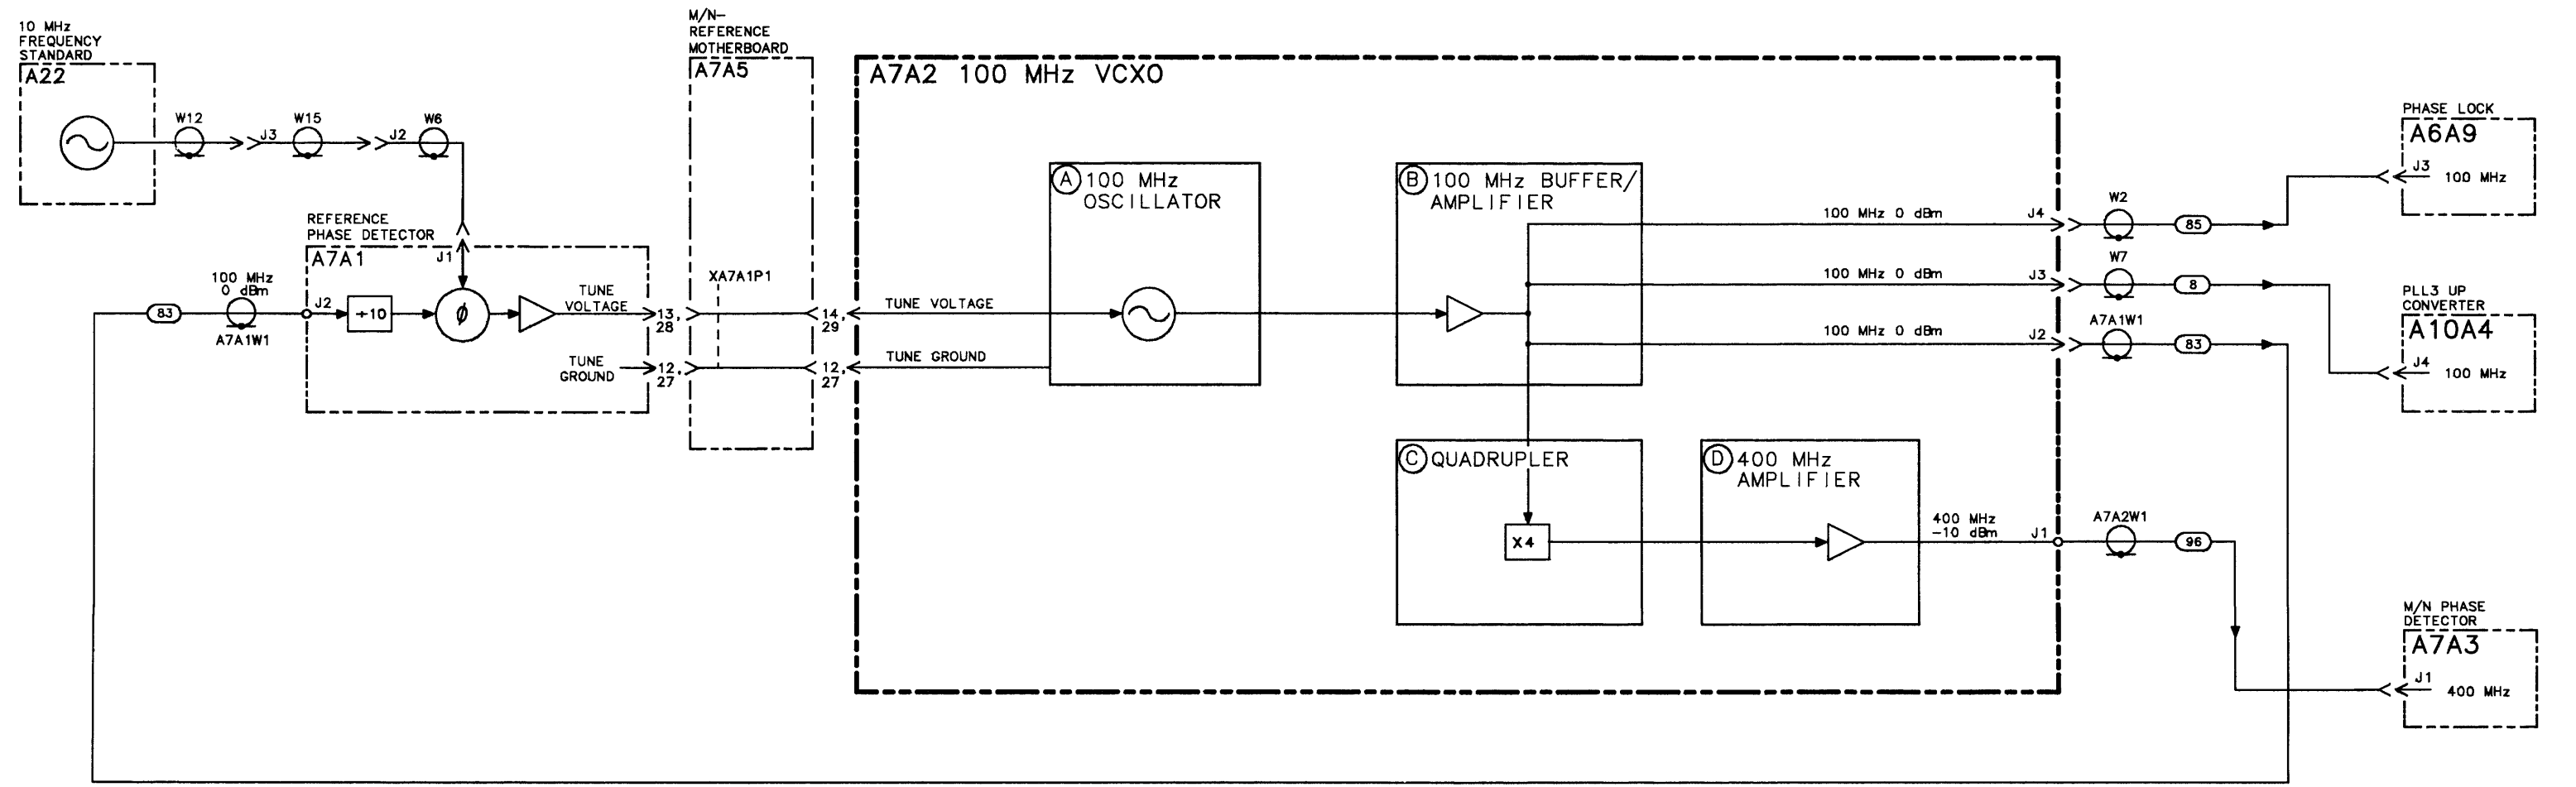 10 MHz
FREQUENCY
STANDARD
A22
W12
J3
W15
J2
W6
REFERENCE
PHASE DETECTOR
A7A1
J1
83
100 MHz
0 dBm
A7A1W1
J2
÷10
ϕ
TUNE
VOLTAGE
13,
28
TUNE
GROUND
12,
27
M/N-
REFERENCE
MOTHERBOARD
A7A5
XA7A1P1
14,
29
12,
27
A7A2 100 MHz VCXO
TUNE VOLTAGE
TUNE GROUND
A 100 MHz
OSCILLATOR
B 100 MHz BUFFER/
AMPLIFIER
100 MHz 0 dBm
J4
100 MHz 0 dBm
J3
100 MHz 0 dBm
J2
C QUADRUPLER
X4
D 400 MHz
AMPLIFIER
400 MHz
-10 dBm
J1
W2
85
W7
8
A7A1W1
83
A7A2W1
96
PHASE LOCK
A6A9
J3
100 MHz
PLL3 UP
CONVERTER
A10A4
J4
100 MHz
M/N PHASE
DETECTOR
A7A3
J1
400 MHz